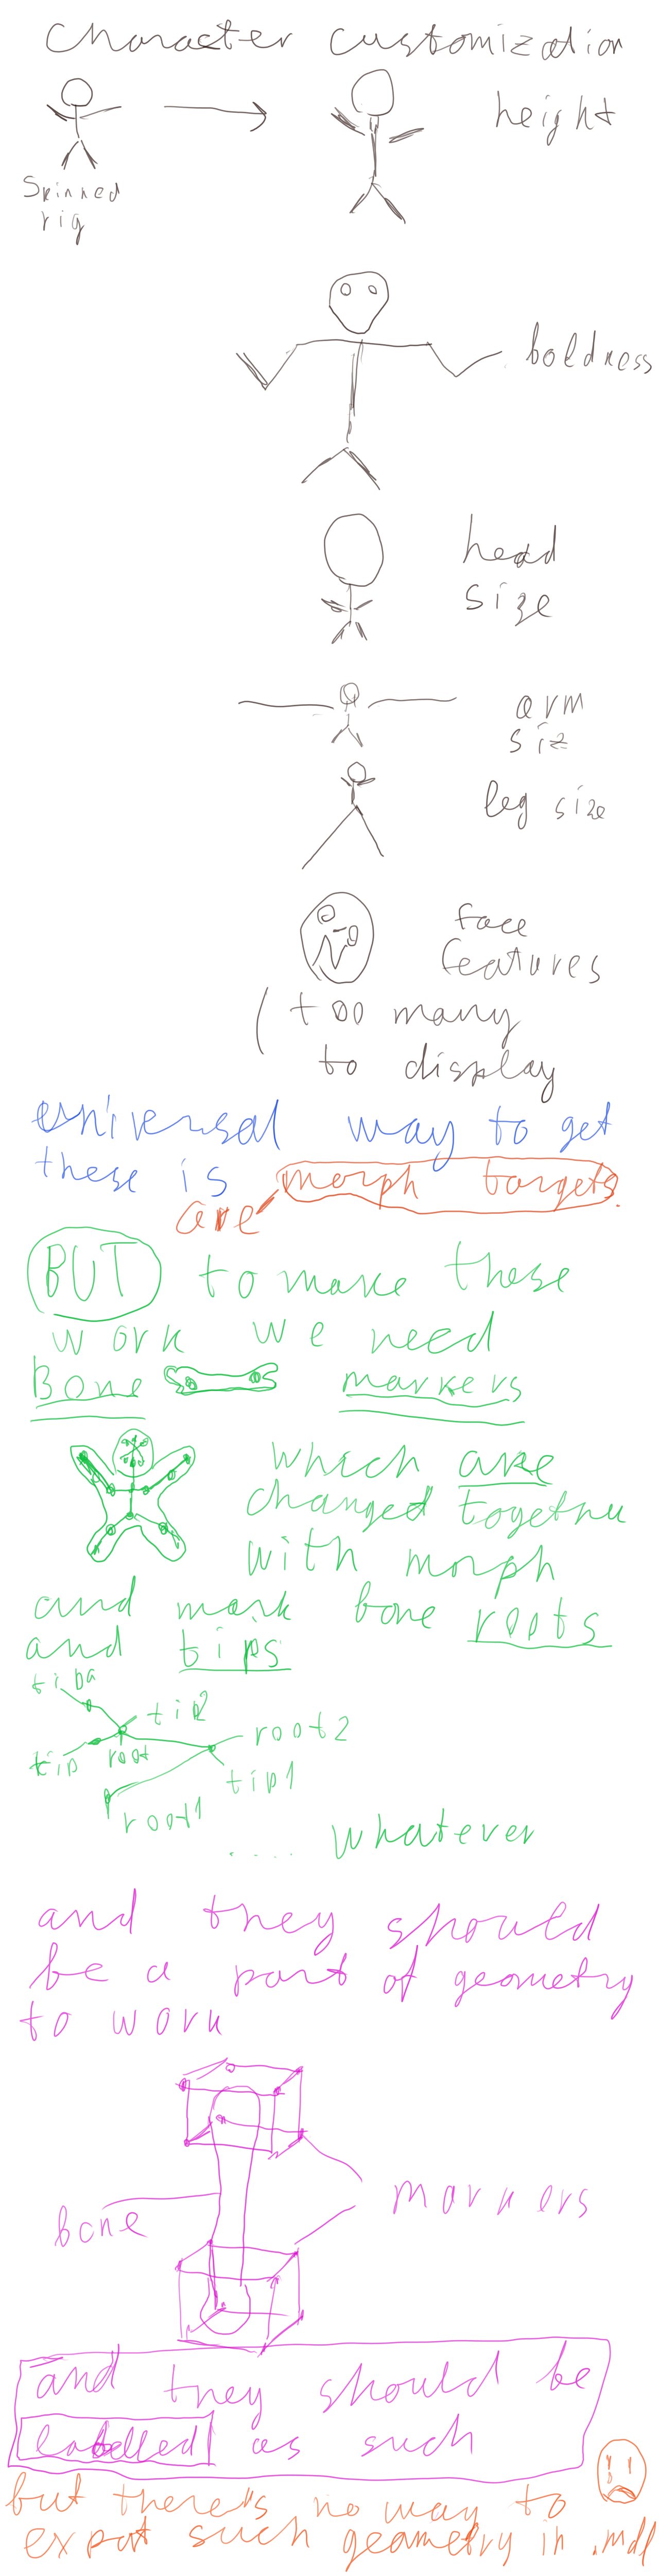 Character customization
Skinned
rig
height
boldness
head
size
arm
siz
leg size
face
features
(too many
to display
universal way to get
these is morph targets.
are
BUT to make these
work we need
Bone markers
which are
changed together
with morph
and mark bone roots
and tips
tip
tip2
root2
tip root
tip1
root1
.... whatever
and they should
be a part of geometry
to work
bone
markers
and they should be
labelled as such
but there's no way to
export such geometry in .mdl